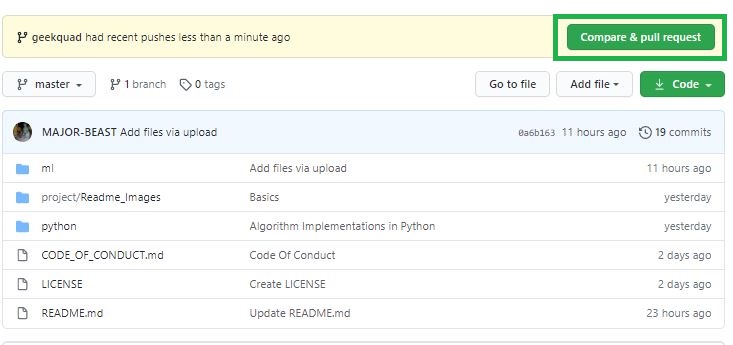 geekquad had recent pushes less than a minute ago Compare & pull request
master 1 branch 0 tags Go to file Add file Code
MAJOR-BEAST Add files via upload 0a6b163 11 hours ago 19 commits
ml Add files via upload 11 hours ago
project/Readme_Images Basics yesterday
python Algorithm Implementations in Python yesterday
CODE_OF_CONDUCT.md Code Of Conduct 2 days ago
LICENSE Create LICENSE 2 days ago
README.md Update README.md 23 hours ago